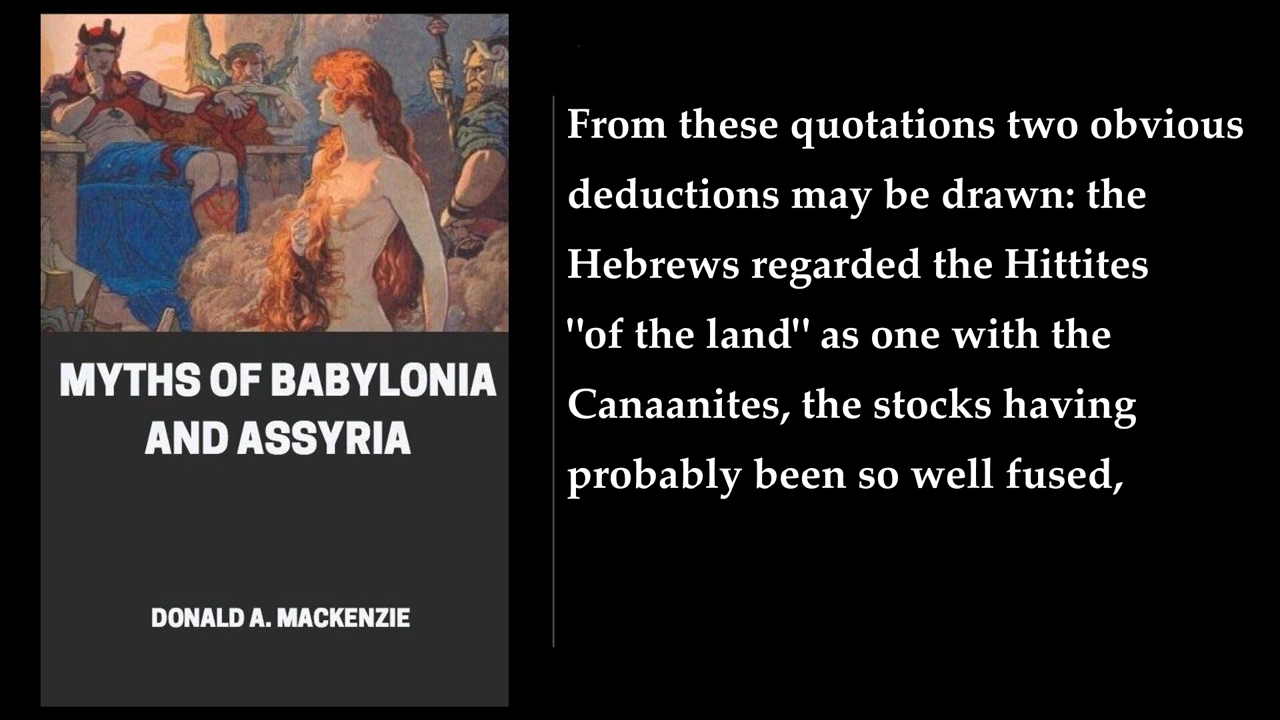 MYTHS OF BABYLONIA
AND ASSYRIA
DONALD A. MACKENZIE
From these quotations two obvious
deductions may be drawn: the
Hebrews regarded the Hittites
"of the land" as one with the
Canaanites, the stocks having
probably been so well fused,